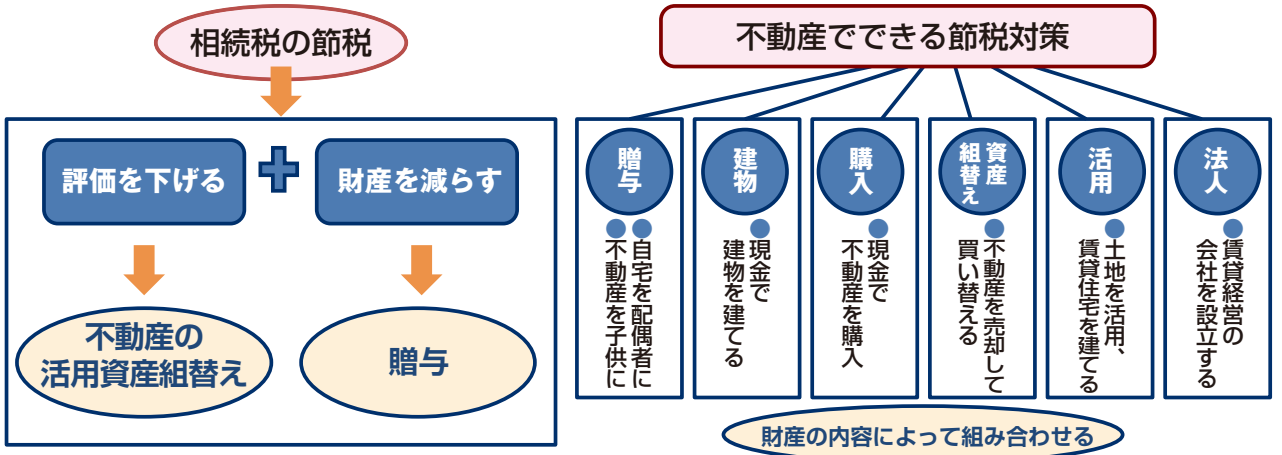 相続税の節税
評価を下げる
財産を減らす
不動産の
活用資産組替え
贈与
不動産でできる節税対策
贈与
●自宅を配偶者に
●不動産を子供に
建物
●現金で
建物を建てる
購入
●現金で
不動産を購入
資産
組替え
●不動産を売却して
買い替える
活用
●土地を活用、
賃貸住宅を建てる
法人
●賃貸経営の
会社を設立する
財産の内容によって組み合わせる